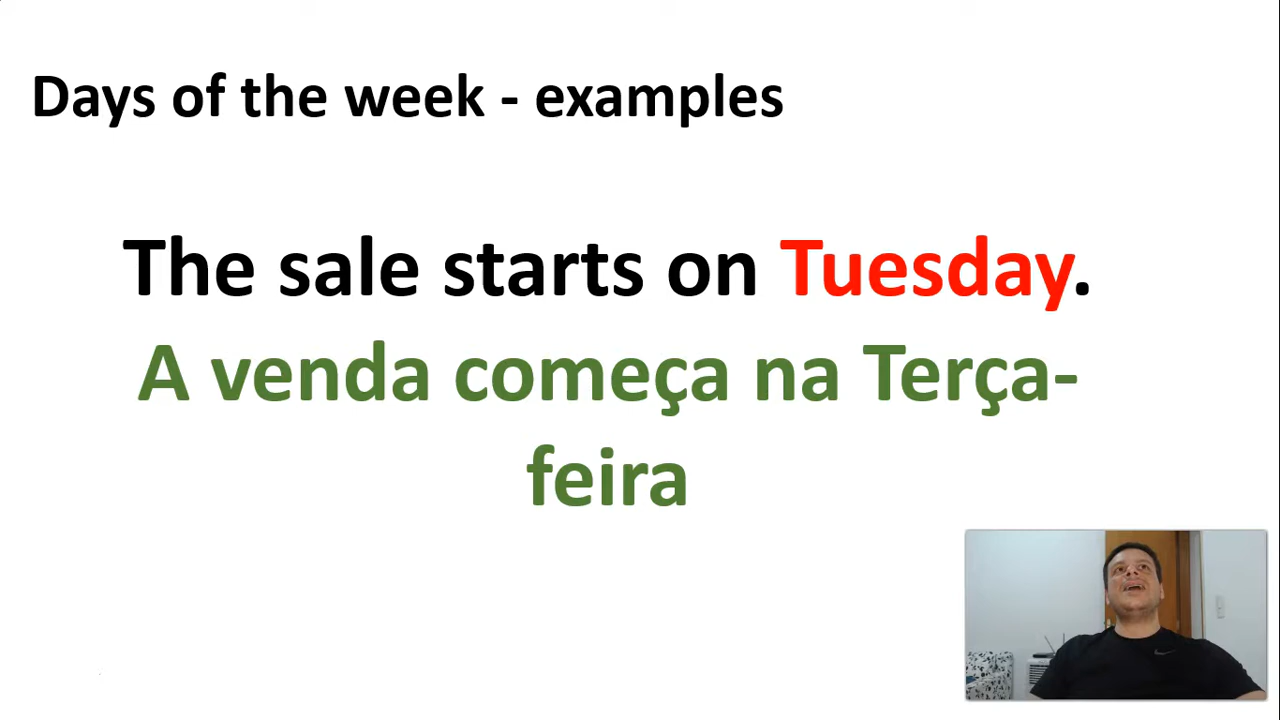 Days of the week - examples
The sale starts on Tuesday.
A venda começa na Terça-
feira